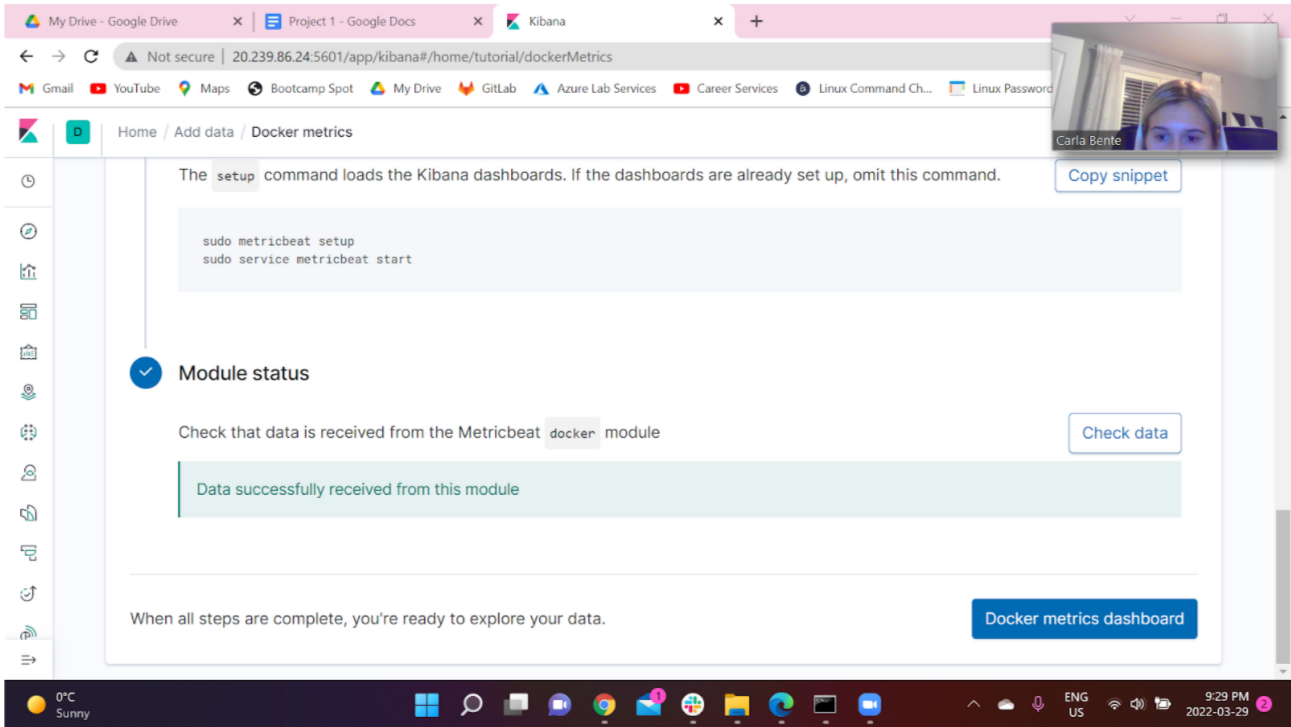 My Drive - Google Drive
Project 1 - Google Docs
Kibana
Not secure | 20.239.86.24:5601/app/kibana#/home/tutorial/dockerMetrics
Gmail YouTube Maps Bootcamp Spot My Drive GitLab Azure Lab Services Career Services Linux Command Ch... Linux Password
D Home / Add data / Docker metrics
Carla Bente
The setup command loads the Kibana dashboards. If the dashboards are already set up, omit this command.
Copy snippet
sudo metricbeat setup
sudo service metricbeat start
Module status
Check that data is received from the Metricbeat docker module
Check data
Data successfully received from this module
When all steps are complete, you're ready to explore your data.
Docker metrics dashboard
0°C
Sunny
1
ENG
US
9:29 PM
2022-03-29
2